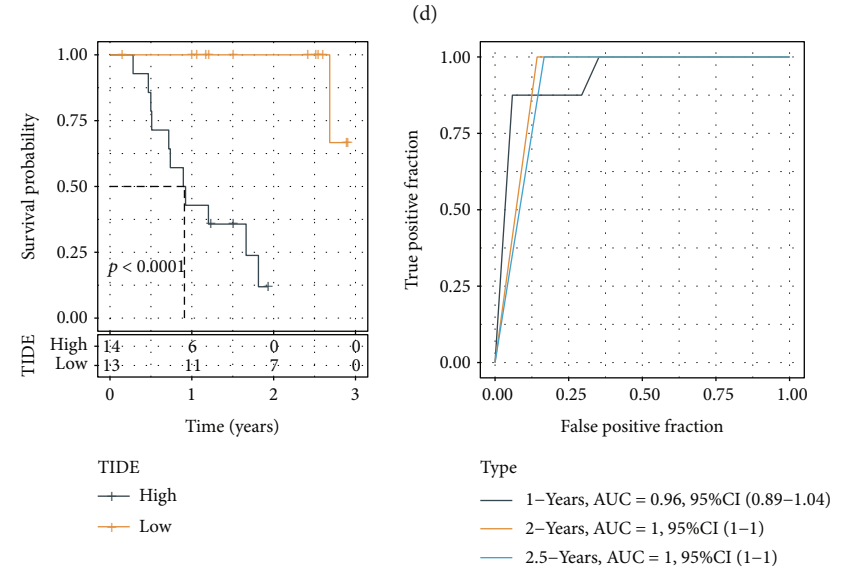 (d)
1.00
0.75
0.50
0.25
0.00
Survival probability
p < 0.0001
TIDE
High 14 6 0 0
Low 13 11 7 0
0 1 2 3
Time (years)
TIDE
High
Low
1.00
0.75
0.50
0.25
0.00
True positive fraction
0.00 0.25 0.50 0.75 1.00
False positive fraction
Type
1−Years, AUC = 0.96, 95%CI (0.89−1.04)
2−Years, AUC = 1, 95%CI (1−1)
2.5−Years, AUC = 1, 95%CI (1−1)